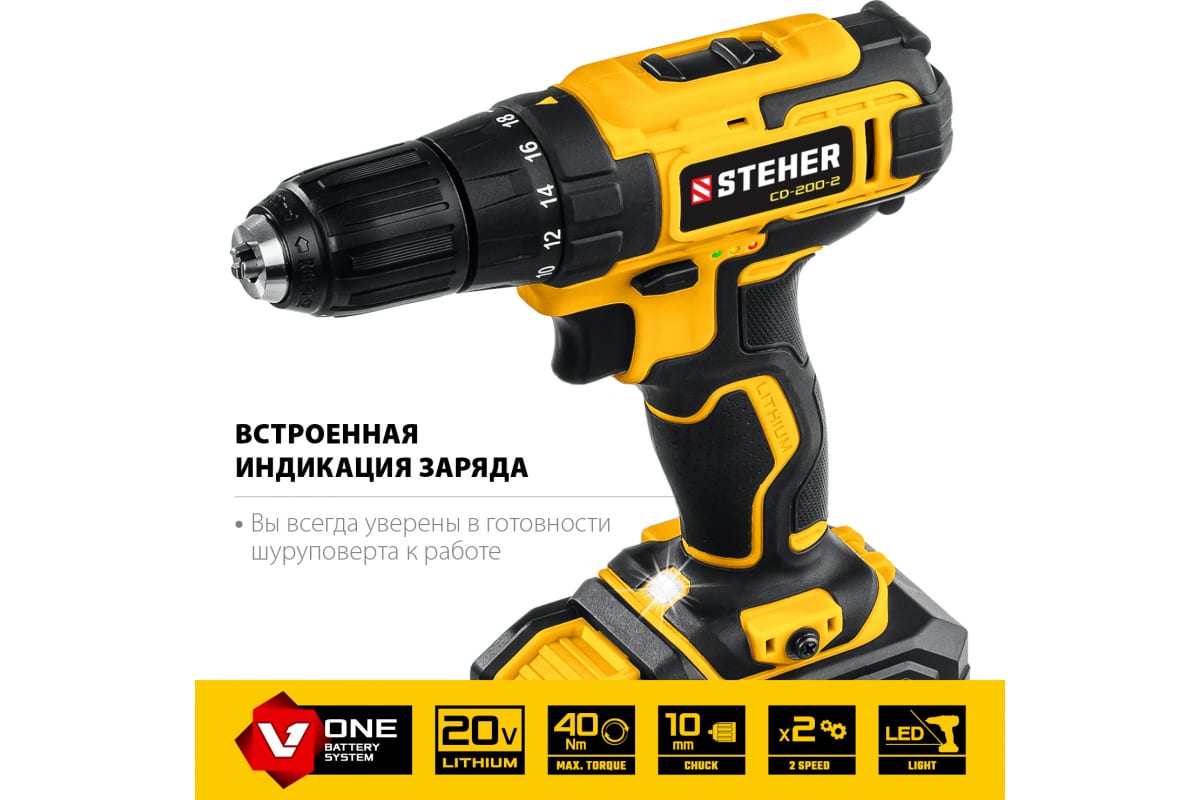 18
16
14
12
10
STEHER
CD-200-2
LITHIUM
ВСТРОЕННАЯ
ИНДИКАЦИЯ ЗАРЯДА
• Вы всегда уверены в готовности
шуруповерта к работе
V1 ONE
BATTERY
SYSTEM
20V
LITHIUM
40
Nm
MAX. TORQUE
10
mm
CHUCK
x2
2 SPEED
LED
LIGHT